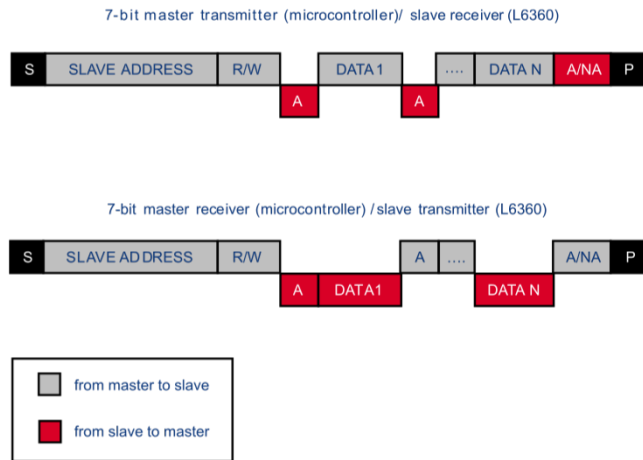 7-bit master transmitter (microcontroller)/ slave receiver (L6360)
S SLAVE ADDRESS R/W DATA 1 .... DATA N A/NA P
A A
7-bit master receiver (microcontroller) / slave transmitter (L6360)
S SLAVE ADDRESS R/W A .... A/NA P
A DATA1 DATA N
from master to slave
from slave to master